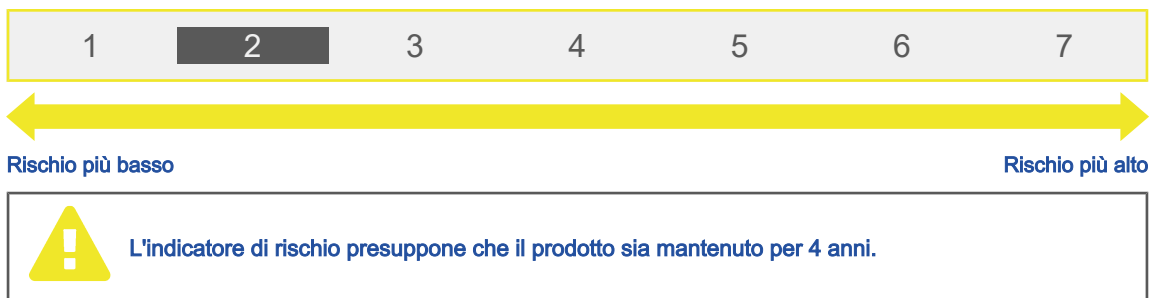 1 2 3 4 5 6 7
Rischio più basso Rischio più alto
L'indicatore di rischio presuppone che il prodotto sia mantenuto per 4 anni.